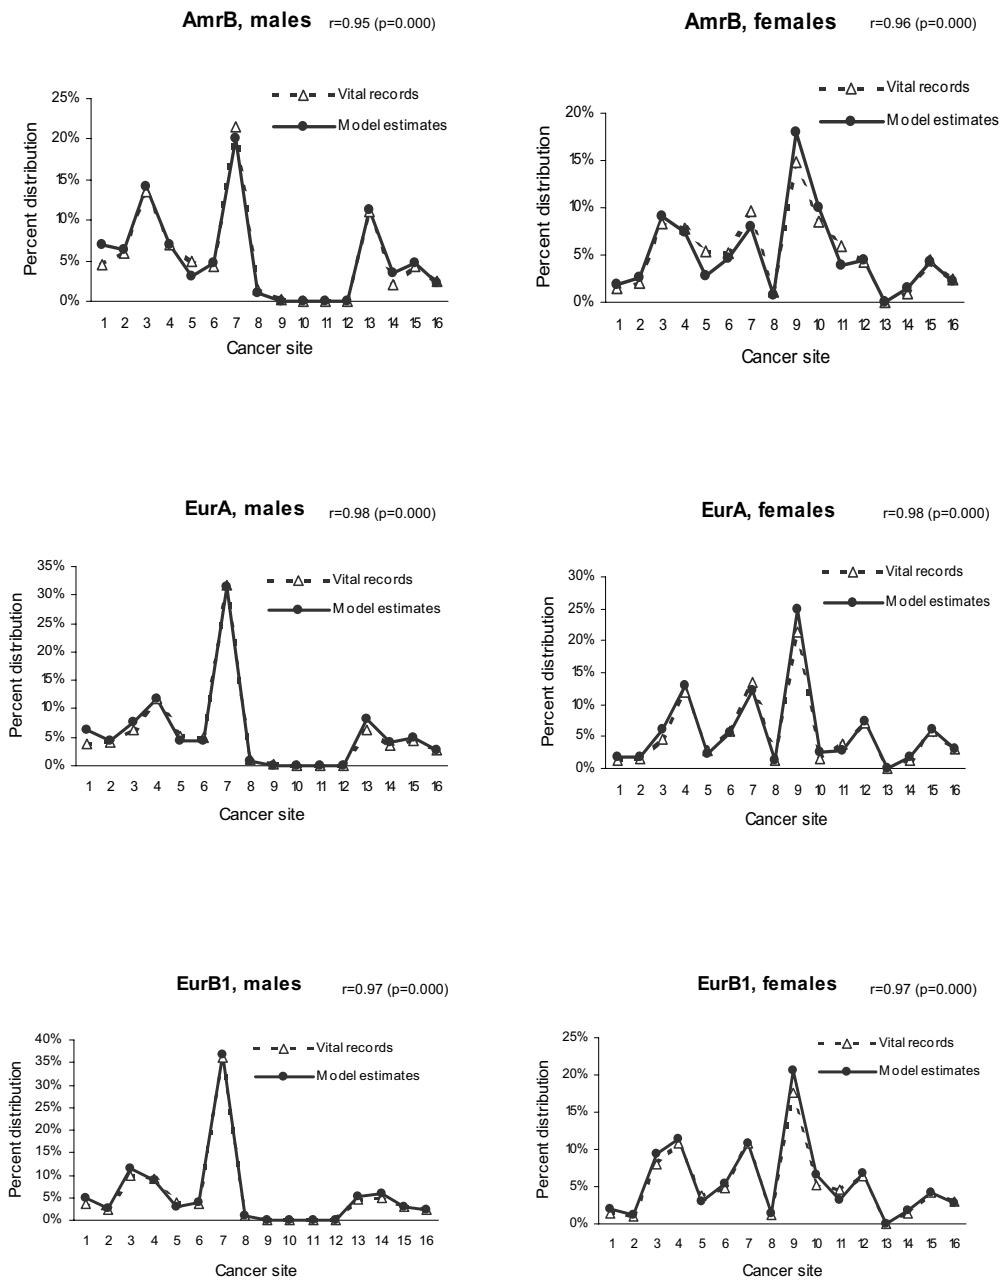 AmrB, males r=0.95 (p=0.000)
Vital records
Model estimates
25%
20%
15%
10%
5%
0%
Percent distribution
1 2 3 4 5 6 7 8 9 10 11 12 13 14 15 16
Cancer site
AmrB, females r=0.96 (p=0.000)
Vital records
Model estimates
20%
15%
10%
5%
0%
Percent distribution
1 2 3 4 5 6 7 8 9 10 11 12 13 14 15 16
Cancer site
EurA, males r=0.98 (p=0.000)
Vital records
Model estimates
35%
30%
25%
20%
15%
10%
5%
0%
Percent distribution
1 2 3 4 5 6 7 8 9 10 11 12 13 14 15 16
Cancer site
EurA, females r=0.98 (p=0.000)
Vital records
Model estimates
30%
25%
20%
15%
10%
5%
0%
Percent distribution
1 2 3 4 5 6 7 8 9 10 11 12 13 14 15 16
Cancer site
EurB1, males r=0.97 (p=0.000)
Vital records
Model estimates
40%
35%
30%
25%
20%
15%
10%
5%
0%
Percent distribution
1 2 3 4 5 6 7 8 9 10 11 12 13 14 15 16
Cancer site
EurB1, females r=0.97 (p=0.000)
Vital records
Model estimates
25%
20%
15%
10%
5%
0%
Percent distribution
1 2 3 4 5 6 7 8 9 10 11 12 13 14 15 16
Cancer site